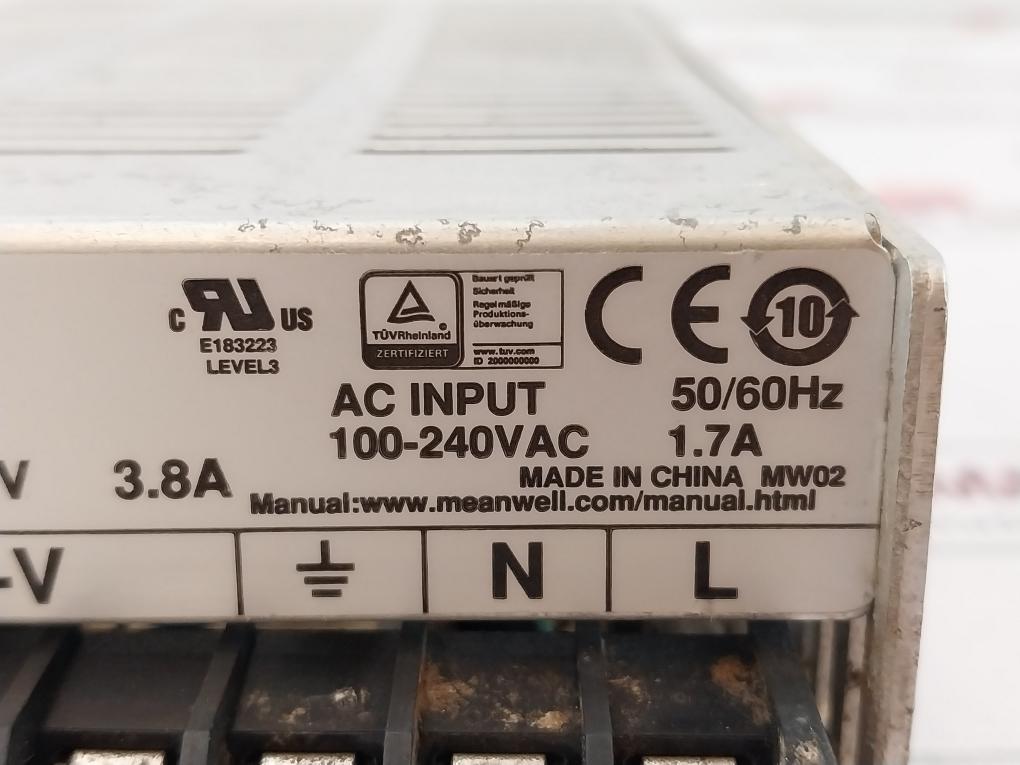 C RU US
E183223
LEVEL3
TÜVRheinland
ZERTIFIZIERT
Bauart geprüft
Sicherheit
Regelmäßige
Produktions-
überwachung
www.tuv.com
ID 2000000000
CE
10
AC INPUT 50/60Hz
100-240VAC 1.7A
V 3.8A
MADE IN CHINA MW02
Manual:www.meanwell.com/manual.html
-V N L